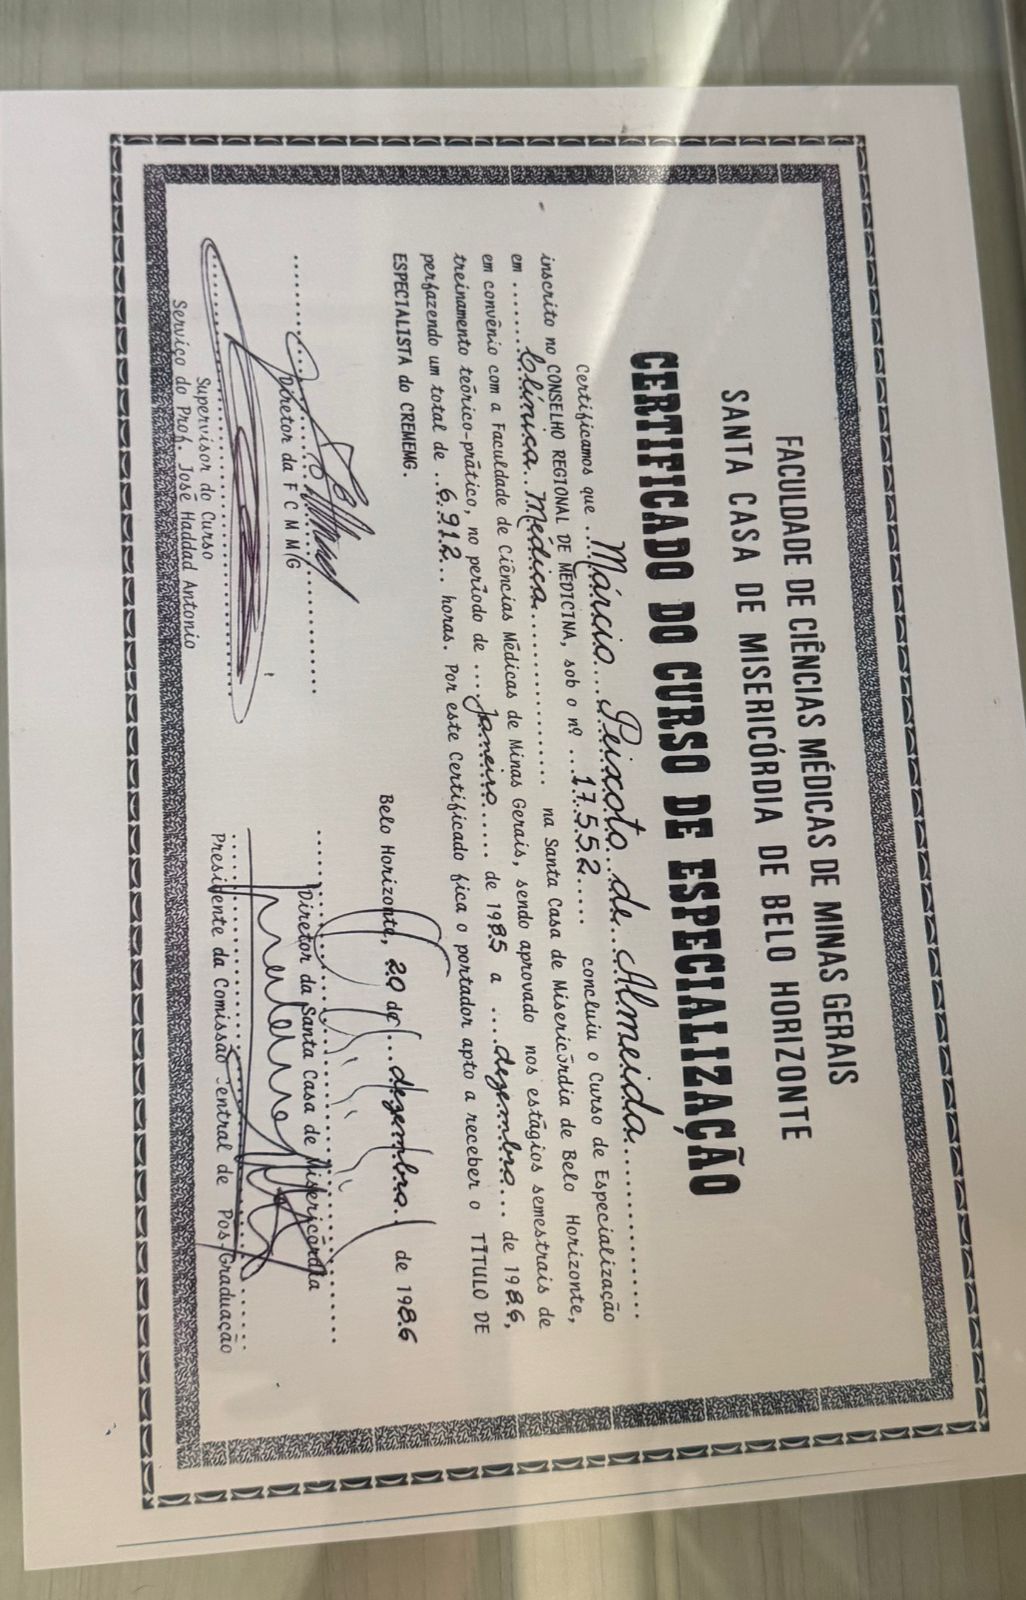 FACULDADE DE CIÊNCIAS MÉDICAS DE MINAS GERAIS
SANTA CASA DE MISERICÓRDIA DE BELO HORIZONTE
CERTIFICADO DO CURSO DE ESPECIALIZAÇÃO
Certificamos que ..Márcio...Peixoto...de...Almeida............
inscrito no CONSELHO REGIONAL DE MEDICINA, sob o nº ...17.552..... concluiu o Curso de Especialização
em ........Clínica..Médica................. na Santa Casa de Misericórdia de Belo Horizonte,
em convênio com a Faculdade de Ciências Médicas de Minas Gerais, sendo aprovado nos estágios semestrais de
treinamento teórico-prático, no período de ....janeiro..... de 1985 a ....dezembro... de 1986,
perfazendo um total de ..6.912... horas. Por este Certificado fica o portador apto a receber o TÍTULO DE
ESPECIALISTA do CREMEMG.
Belo Horizonte, 20 de ...dezembro.. de 1986
Diretor da F C M M G
Diretor da Santa Casa de Misericórdia
Supervisor do Curso
Serviço do Prof. José Haddad Antonio
Presidente da Comissão Central de Pos-Graduação